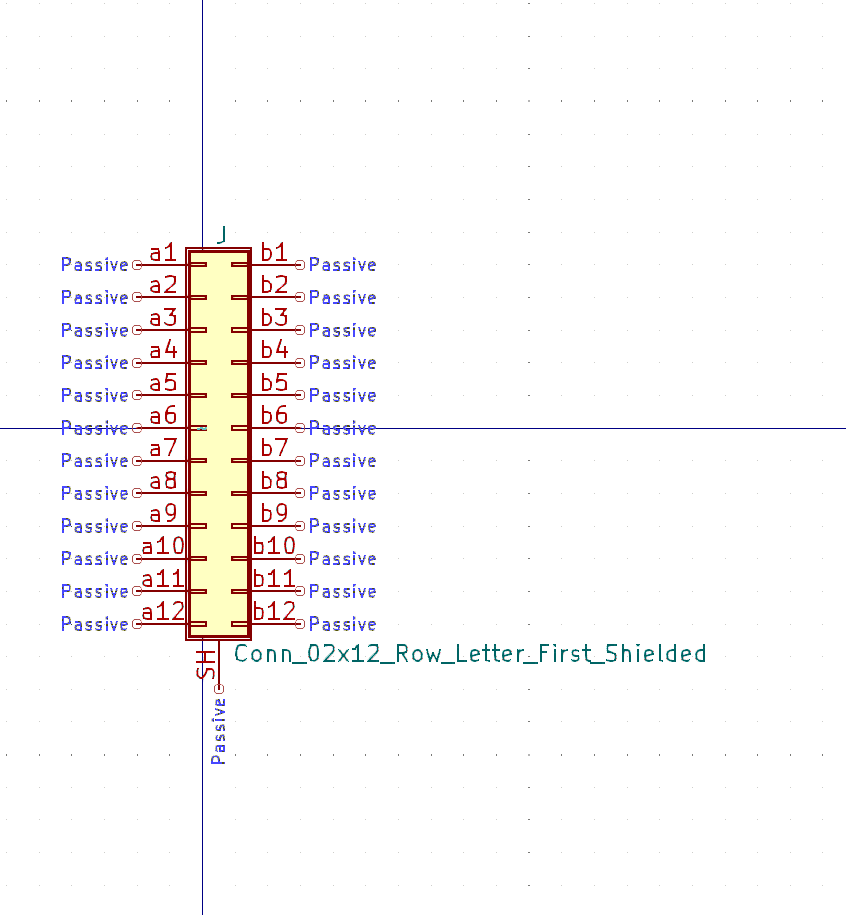 J
Passive a1 b1 Passive
Passive a2 b2 Passive
Passive a3 b3 Passive
Passive a4 b4 Passive
Passive a5 b5 Passive
Passive a6 b6 Passive
Passive a7 b7 Passive
Passive a8 b8 Passive
Passive a9 b9 Passive
Passive a10 b10 Passive
Passive a11 b11 Passive
Passive a12 b12 Passive
SH
Conn_02x12_Row_Letter_First_Shielded
Passive